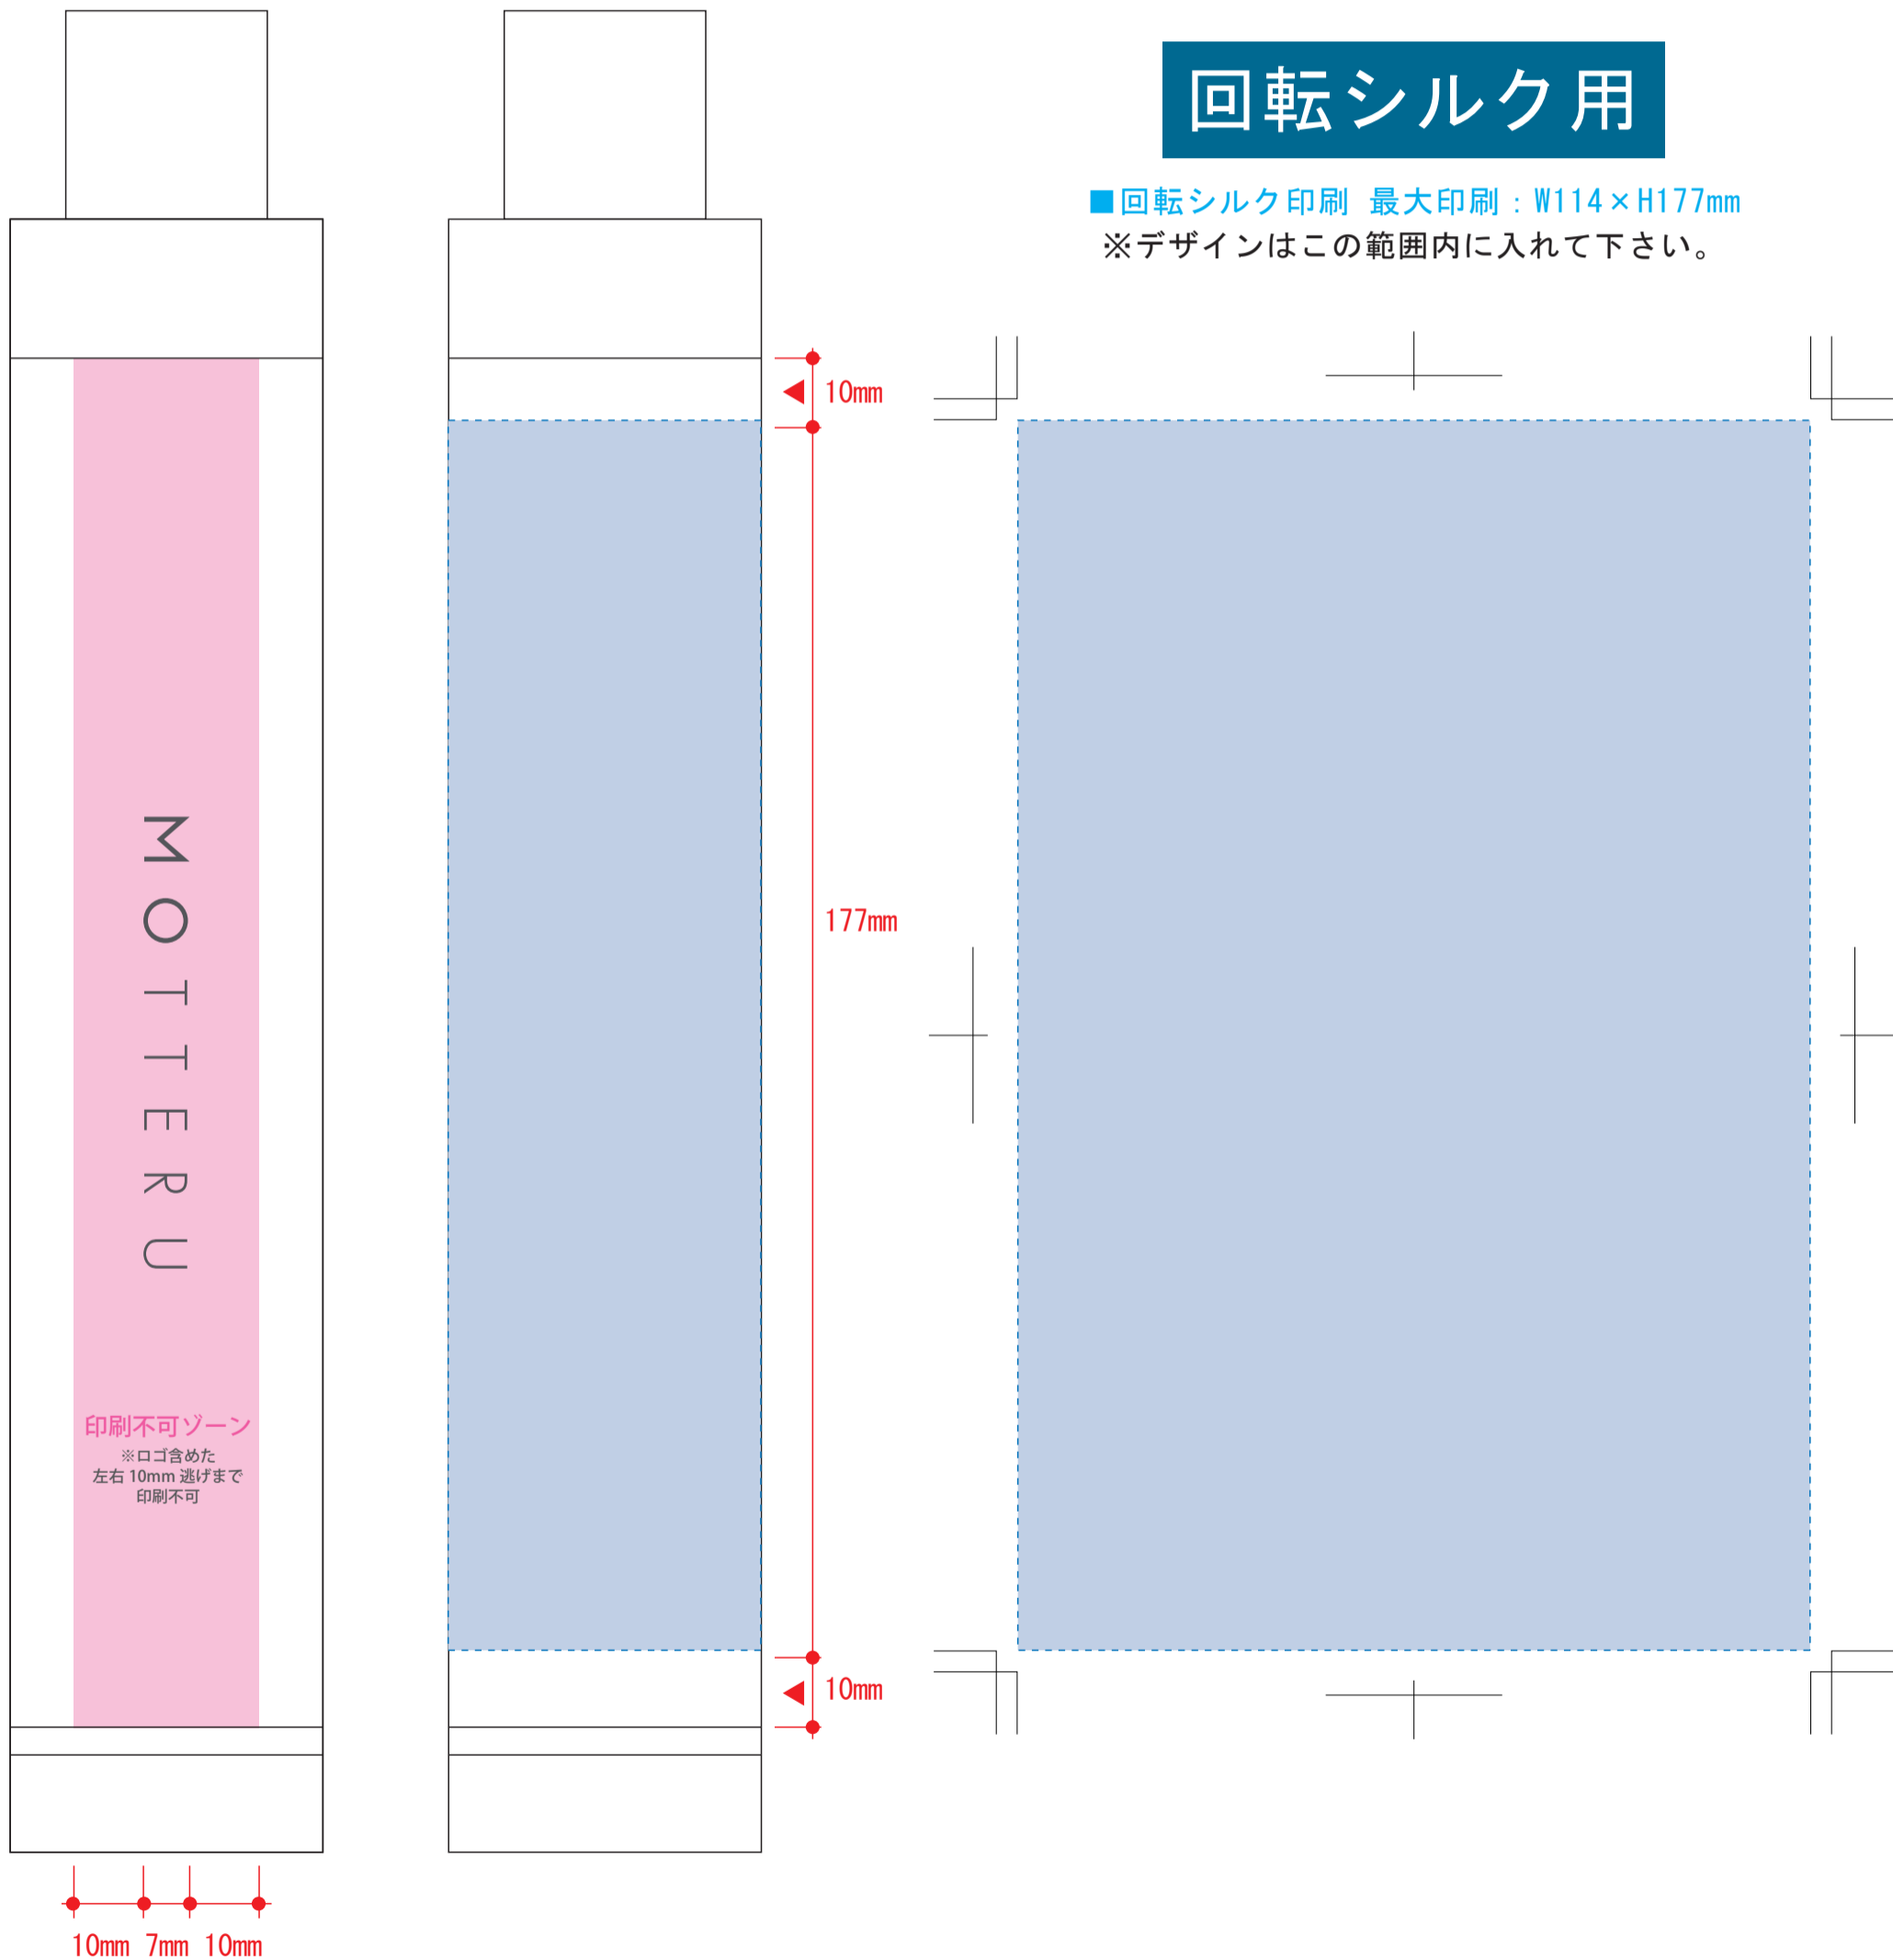 回転シルク用
■回転シルク印刷 最大印刷：W114×H177mm
※デザインはこの範囲内に入れて下さい。
10mm
177mm
10mm
MOTTERU
印刷不可ゾーン
※ロゴ含めた
左右 10mm 逃げまで
印刷不可
10mm 7mm 10mm